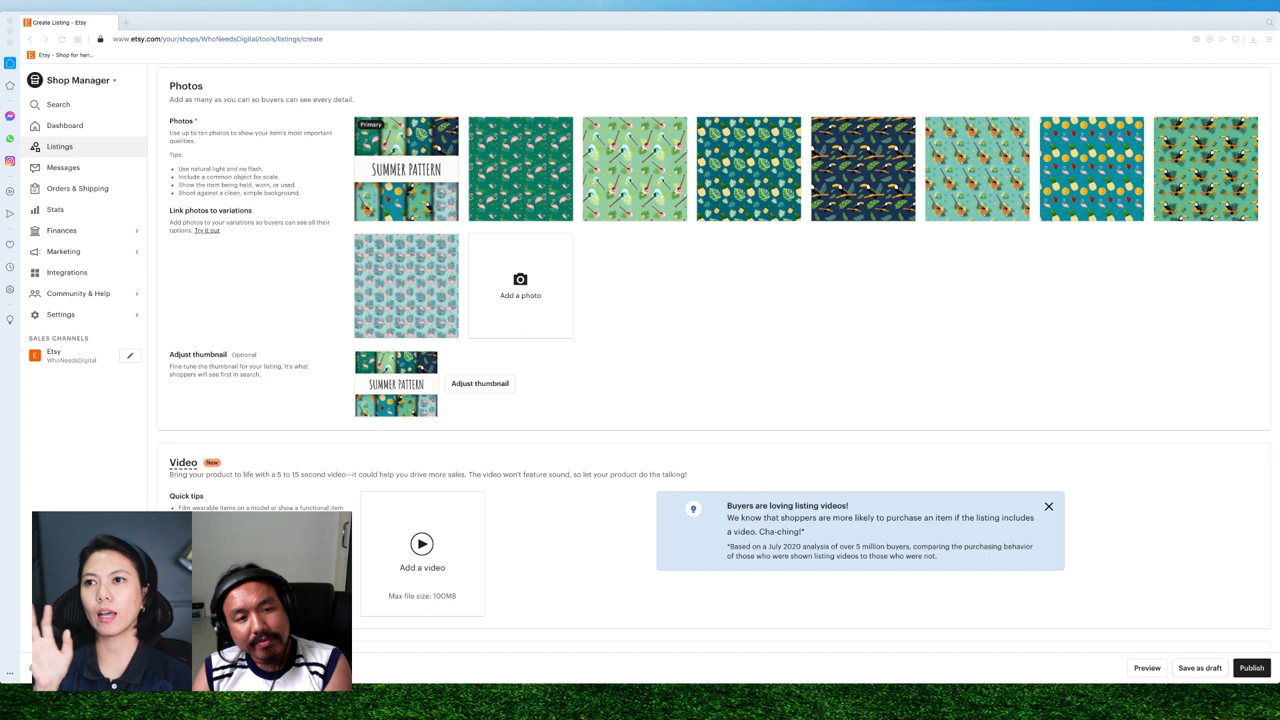 Create Listing - Etsy
www.etsy.com/your/shops/WhoNeedsDigital/tools/listings/create
Etsy - Shop for han...
Shop Manager
Search
Dashboard
Listings
Messages
Orders & Shipping
Stats
Finances
Marketing
Integrations
Community & Help
Settings
SALES CHANNELS
E
Etsy
WhoNeedsDigital
Photos
Add as many as you can so buyers can see every detail.
Photos *
Use up to ten photos to show your item's most important
qualities.
Tips:
• Use natural light and no flash.
• Include a common object for scale.
• Show the item being held, worn, or used.
• Shoot against a clean, simple background.
Link photos to variations
Add photos to your variations so buyers can see all their
options. Try it out
Primary
SUMMER PATTERN
Add a photo
Adjust thumbnail Optional
Fine-tune the thumbnail for your listing. It's what
shoppers will see first in search.
SUMMER PATTERN
Adjust thumbnail
Video New
Bring your product to life with a 5 to 15 second video—it could help you drive more sales. The video won't feature sound, so let your product do the talking!
Quick tips
• Film wearable items on a model or show a functional item
Add a video
Max file size: 100MB
Buyers are loving listing videos!
We know that shoppers are more likely to purchase an item if the listing includes
a video. Cha-ching!*
*Based on a July 2020 analysis of over 5 million buyers, comparing the purchasing behavior
of those who were shown listing videos to those who were not.
Preview
Save as draft
Publish